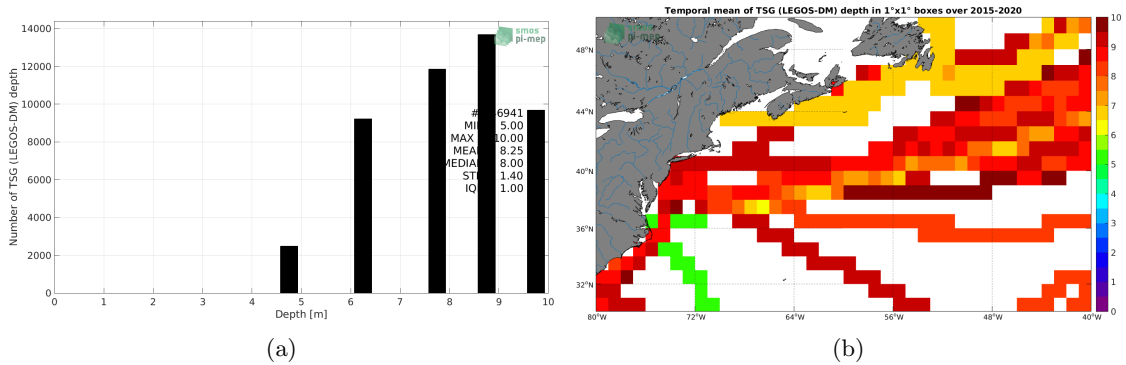 14000
12000
10000
8000
6000
4000
2000
0
Number of TSG (LEGOS-DM) depth
smos
pi-mep
MEDIAN
8.00
5.00
10.00
8.25
1.40
1.00
0 1 2 3 4 5 6 7 8 9 10
Depth [m]
(a)
Temporal mean of TSG (LEGOS-DM) depth in 1°x1° boxes over 2015-2020
smos
pi-mep
48°N
44°N
40°N
36°N
32°N
80°W 72°W 64°W 56°W 48°W 40°W
10
9
8
7
6
5
4
3
2
1
0
(b)